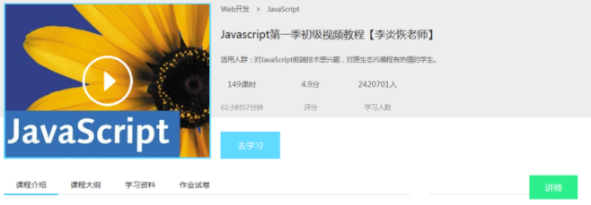 Web开发 > JavaScript
Javascript第一季初级视频教程【李炎恢老师】
适用人群：对JavaScript前端技术感兴趣，对原生态JS编程有热情的学生。
149课时 4.9分 2420701人
61小时37分钟 评分 学习人数
JavaScript
去学习
课程介绍 课程大纲 学习资料 作业试卷 讲师